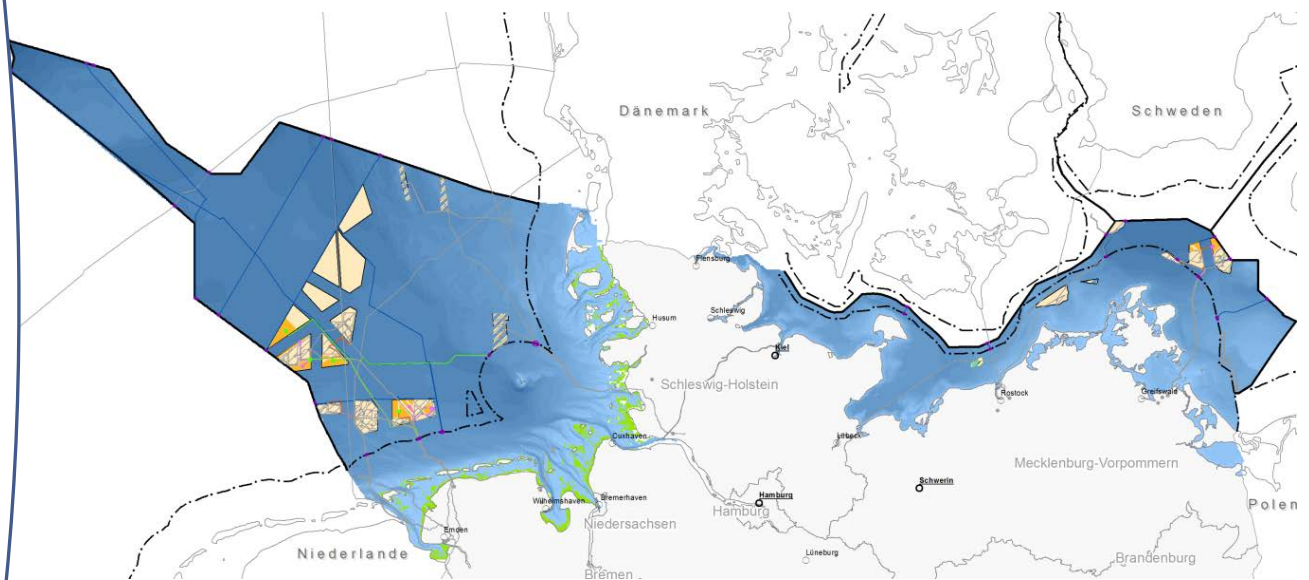 Dänemark
Schweden
Flensburg
Schleswig
Husum
Kiel
Schleswig-Holstein
Rostock
Greifswald
Cuxhaven
Lübeck
Mecklenburg-Vorpommern
Schwerin
Wilhelmshaven
Bremerhaven
Hamburg
Hamburg
Polen
Niedersachsen
Emden
Niederlande
Lüneburg
Brandenburg
Bremen